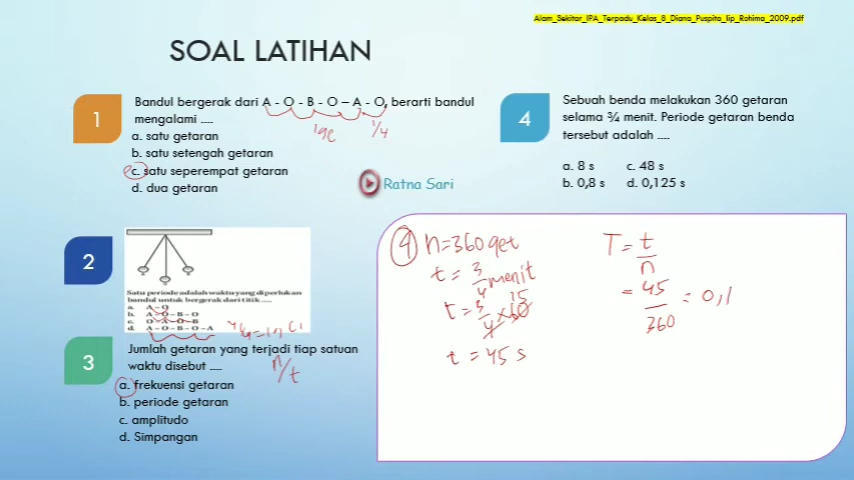 Alam_Sekitar_IPA_Terpadu_Kelas_8_Diana_Puspita_Iip_Rohima_2009.pdf
SOAL LATIHAN
1
Bandul bergerak dari A - O - B - O – A - O, berarti bandul
mengalami ....
1 ge 1/4
a. satu getaran
b. satu setengah getaran
c. satu seperempat getaran
d. dua getaran
Ratna Sari
2
Satu periode adalah waktu yang diperlukan
bandul untuk bergerak dari titik ....
a. A – O
b. A – O – B – O
c. O – A – O – B
d. A – O – B – O – A
3
Jumlah getaran yang terjadi tiap satuan
waktu disebut ....
n/t
a. frekuensi getaran
b. periode getaran
c. amplitudo
d. Simpangan
4
Sebuah benda melakukan 360 getaran
selama ¾ menit. Periode getaran benda
tersebut adalah ....
a. 8 s c. 48 s
b. 0,8 s d. 0,125 s
4 n=360 get
t = 3/4 menit
15
t = 3/4 x 60
t = 45 s
T = t/n
= 45/360 = 0,1